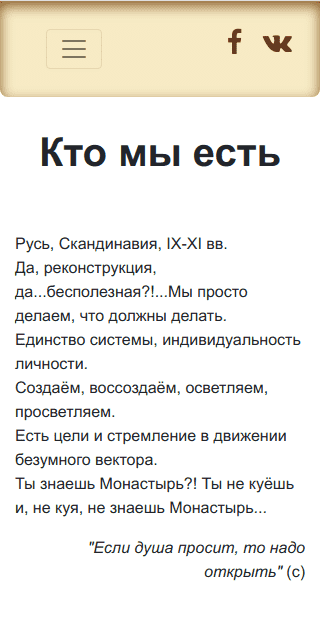 Кто мы есть
Русь, Скандинавия, IX-XI вв.
Да, реконструкция,
да...бесполезная?!...Мы просто
делаем, что должны делать.
Единство системы, индивидуальность
личности.
Создаём, воссоздаём, осветляем,
просветляем.
Есть цели и стремление в движении
безумного вектора.
Ты знаешь Монастырь?! Ты не куёшь
и, не куя, не знаешь Монастырь...
"Если душа просит, то надо
открыть" (с)